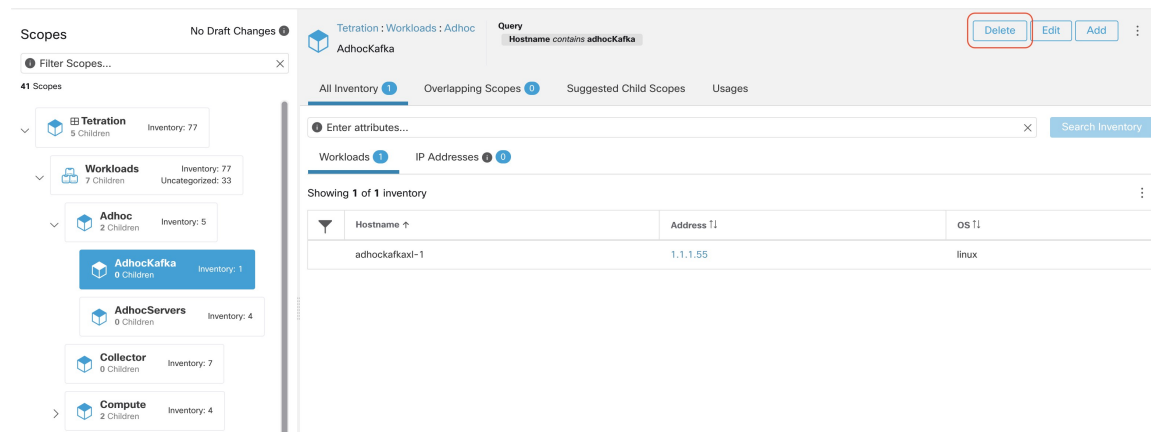 Scopes
No Draft Changes
Filter Scopes...
41 Scopes
Tetration
5 Children
Inventory: 77
Workloads
7 Children
Inventory: 77
Uncategorized: 33
Adhoc
2 Children
Inventory: 5
AdhocKafka
0 Children
Inventory: 1
AdhocServers
0 Children
Inventory: 4
Collector
0 Children
Inventory: 7
Compute
2 Children
Inventory: 4
Tetration : Workloads : Adhoc
AdhocKafka
Query
Hostname contains adhocKafka
Delete Edit Add
All Inventory 1 Overlapping Scopes 0 Suggested Child Scopes Usages
Enter attributes...
Search Inventory
Workloads 1 IP Addresses 0
Showing 1 of 1 inventory
Hostname ↑ Address ↑↓ OS ↑↓
adhockafkaxl-1 1.1.1.55 linux